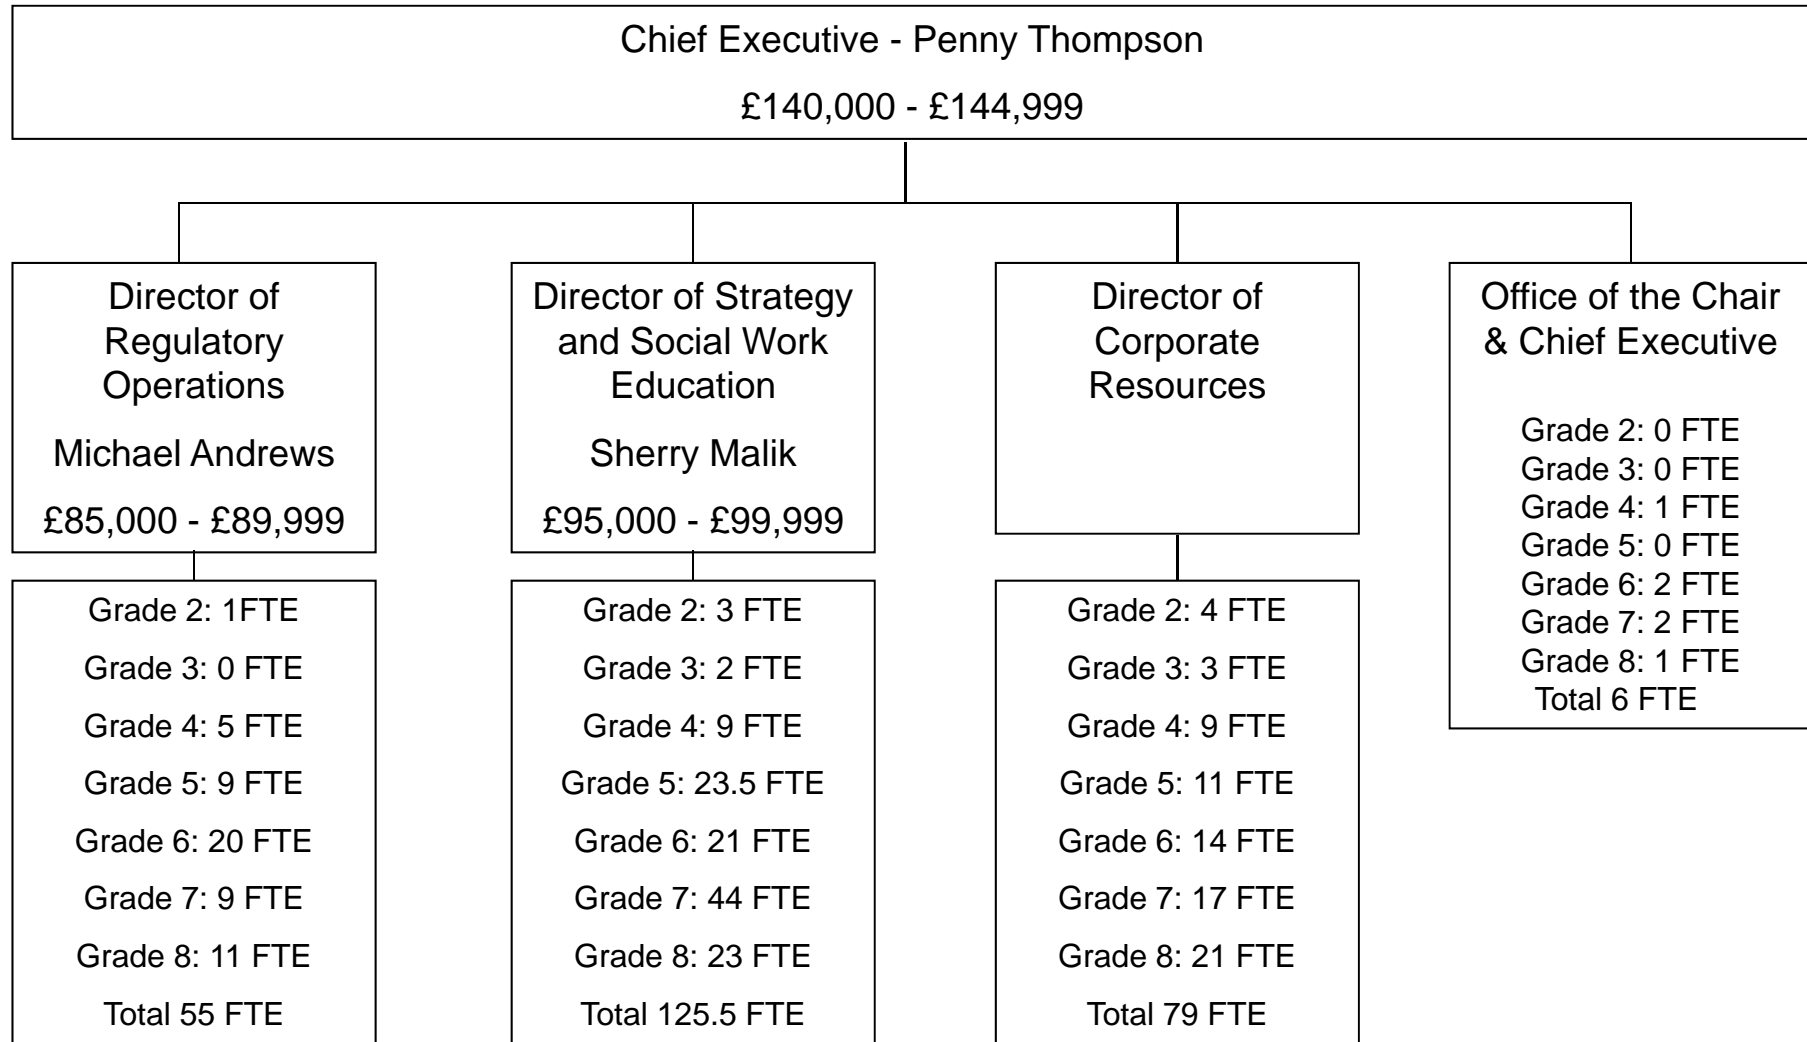 Chief Executive - Penny Thompson
£140,000 - £144,999
Director of
Regulatory
Operations
Michael Andrews
£85,000 - £89,999
Grade 2: 1FTE
Grade 3: 0 FTE
Grade 4: 5 FTE
Grade 5: 9 FTE
Grade 6: 20 FTE
Grade 7: 9 FTE
Grade 8: 11 FTE
Total 55 FTE
Director of Strategy
and Social Work
Education
Sherry Malik
£95,000 - £99,999
Grade 2: 3 FTE
Grade 3: 2 FTE
Grade 4: 9 FTE
Grade 5: 23.5 FTE
Grade 6: 21 FTE
Grade 7: 44 FTE
Grade 8: 23 FTE
Total 125.5 FTE
Director of
Corporate
Resources
Grade 2: 4 FTE
Grade 3: 3 FTE
Grade 4: 9 FTE
Grade 5: 11 FTE
Grade 6: 14 FTE
Grade 7: 17 FTE
Grade 8: 21 FTE
Total 79 FTE
Office of the Chair
& Chief Executive
Grade 2: 0 FTE
Grade 3: 0 FTE
Grade 4: 1 FTE
Grade 5: 0 FTE
Grade 6: 2 FTE
Grade 7: 2 FTE
Grade 8: 1 FTE
Total 6 FTE